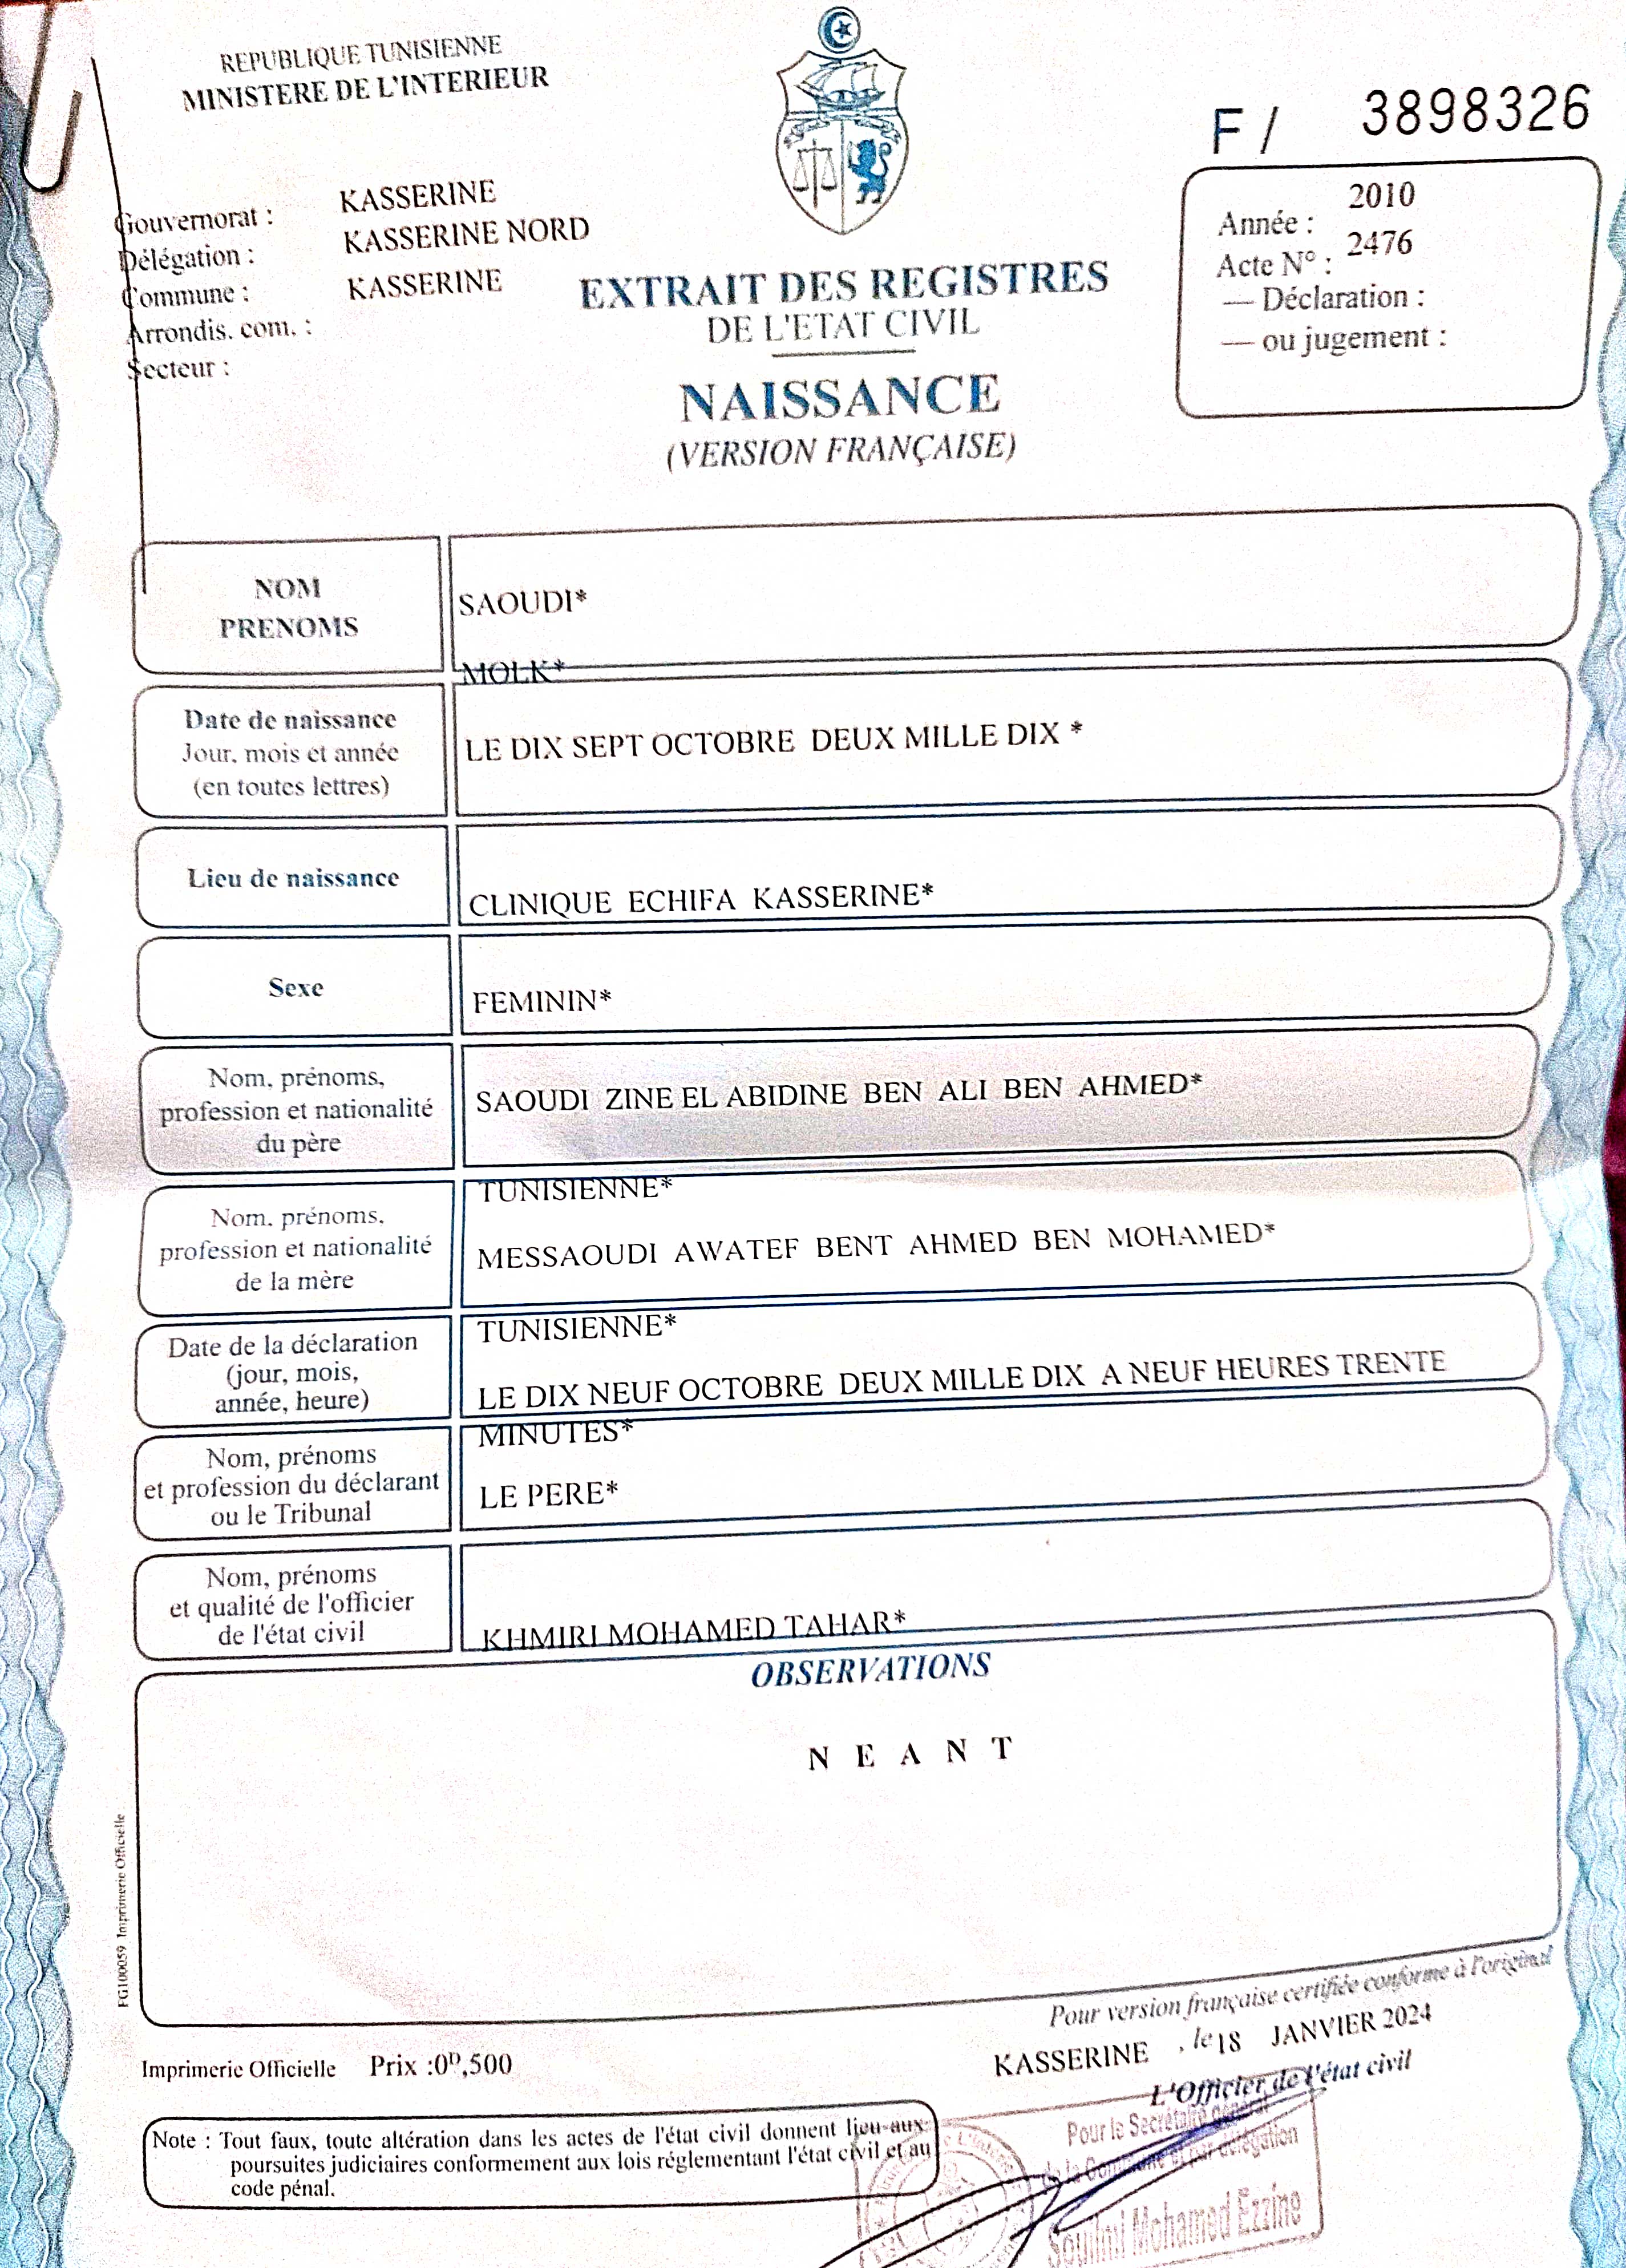 REPUBLIQUE TUNISIENNE
MINISTERE DE L'INTERIEUR
F / 3898326
Gouvernorat : KASSERINE
Délégation : KASSERINE NORD
Commune : KASSERINE
Arrondis. com. :
Secteur :
Année : 2010
Acte N° : 2476
— Déclaration :
— ou jugement :
EXTRAIT DES REGISTRES
DE L'ETAT CIVIL
NAISSANCE
(VERSION FRANÇAISE)
NOM
PRENOMS
SAOUDI*
MOLK*
Date de naissance
Jour, mois et année
(en toutes lettres)
LE DIX SEPT OCTOBRE DEUX MILLE DIX *
Lieu de naissance
CLINIQUE ECHIFA KASSERINE*
Sexe
FEMININ*
Nom, prénoms,
profession et nationalité
du père
SAOUDI ZINE EL ABIDINE BEN ALI BEN AHMED*
TUNISIENNE*
Nom, prénoms,
profession et nationalité
de la mère
MESSAOUDI AWATEF BENT AHMED BEN MOHAMED*
TUNISIENNE*
Date de la déclaration
(jour, mois,
année, heure)
LE DIX NEUF OCTOBRE DEUX MILLE DIX A NEUF HEURES TRENTE
MINUTES*
Nom, prénoms
et profession du déclarant
ou le Tribunal
LE PERE*
Nom, prénoms
et qualité de l'officier
de l'état civil
KHMIRI MOHAMED TAHAR*
OBSERVATIONS
N E A N T
FG100059 Imprimerie Officielle
Pour version française certifiée conforme à l'original
KASSERINE , le 18 JANVIER 2024
L'Officier de l'état civil
Imprimerie Officielle Prix :0ᴰ,500
Note : Tout faux, toute altération dans les actes de l'état civil donnent lieu aux
poursuites judiciaires conformement aux lois réglementant l'état civil et au
code pénal.
Pour le Secrétaire général
de la Commune et par délégation
Souilmi Mohamed Ezzine